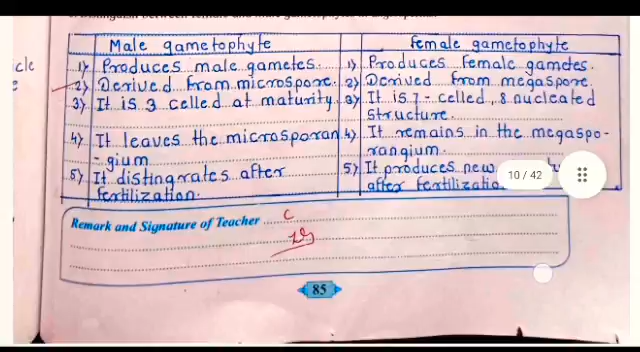 cle
Male gametophyte
female gametophyte
1) Produces male gametes.
1) Produces female gametes.
2) Derived from microspore.
2) Derived from megaspore.
3) It is 3 celled at maturity.
3) It is 7-celled, 8 nucleated
structure.
4) It leaves the microsporan
-gium
4) It remains in the megaspo-
rangium.
5) It distingrates after
fertilization.
5) It produces new
after fertilizatio
10 / 42
Remark and Signature of Teacher
85